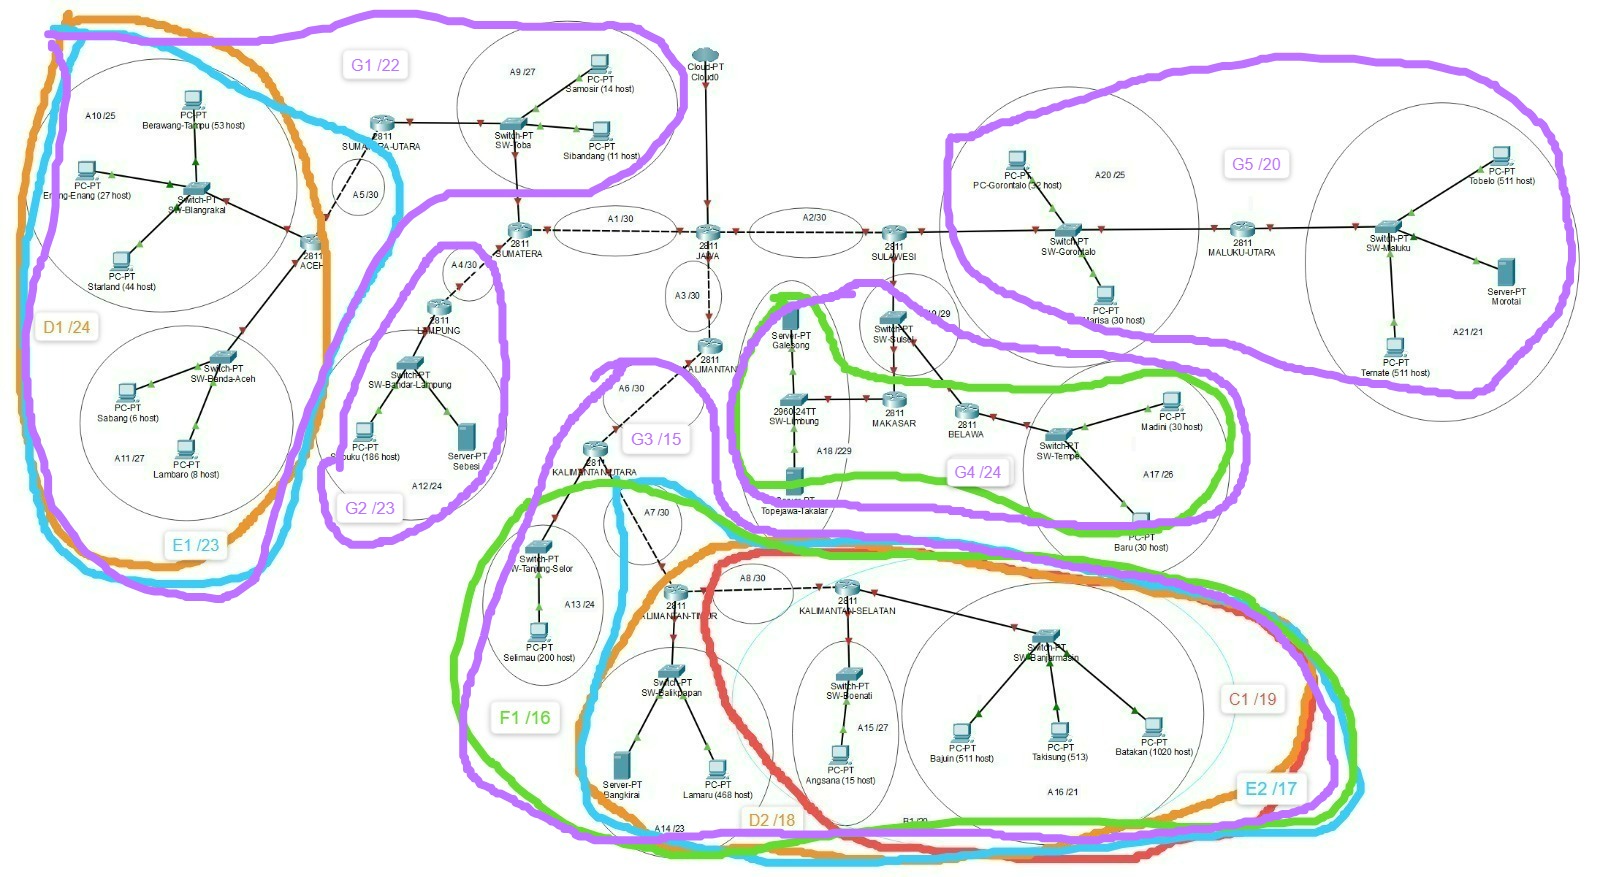 G1 /22
A9 /27
PC-PT
Samosir (14 host)
Switch-PT
SW-Toba
PC-PT
Sibandang (11 host)
2811
SUMATERA-UTARA
A5 /30
Cloud-PT
Cloud0
A10 /25
PC-PT
Berawang-Tampu (53 host)
PC-PT
Enang-Enang (27 host)
Switch-PT
SW-Blangrakal
PC-PT
Starland (44 host)
2811
ACEH
D1 /24
Switch-PT
SW-Banda-Aceh
PC-PT
Sabang (6 host)
PC-PT
Lambaro (8 host)
A11 /27
E1 /23
A1 /30
2811
SUMATERA
2811
JAWA
A2/30
2811
SULAWESI
A4 /30
A3 /30
2811
LAMPUNG
Switch-PT
SW-Bandar-Lampung
PC-PT
(186 host)
Server-PT
Sebesi
A12 /24
G2 /23
2811
KALIMANTAN
A6 /30
G3 /15
2811
KALIMANTAN-UTARA
A7 /30
Switch-PT
SW-Tanjung-Selor
A13 /24
PC-PT
Selimau (200 host)
F1 /16
2811
KALIMANTAN-TIMUR
A8 /30
2811
KALIMANTAN-SELATAN
Switch-PT
SW-Balikpapan
Server-PT
Bangkirai
PC-PT
Lamaru (468 host)
A14 /23
D2 /18
Switch-PT
SW-Boenati
A15 /27
PC-PT
Angsana (15 host)
Switch-PT
SW-Banjarmasin
PC-PT
Bajuin (511 host)
PC-PT
Takisung (513)
PC-PT
Batakan (1020 host)
A16 /21
C1 /19
E2 /17
Server-PT
Galesong
2960-24TT
SW-Limbung
A18 /229
Server-PT
Topejawa-Takalar
2811
MAKASAR
Switch-PT
SW-Sulsel
/29
2811
BELAWA
G4 /24
Switch-PT
SW-Tempe
PC-PT
Madini (30 host)
A17 /26
PC-PT
Baru (30 host)
PC-PT
PC-Gorontalo (32 host)
A20 /25
Switch-PT
SW-Gorontalo
PC-PT
Marisa (30 host)
G5 /20
2811
MALUKU-UTARA
Switch-PT
SW-Maluku
PC-PT
Tobelo (511 host)
Server-PT
Morotai
A21 /21
PC-PT
Ternate (511 host)